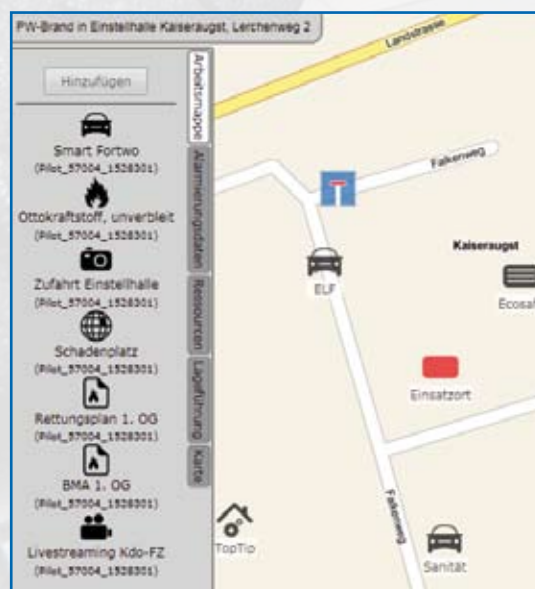 PW-Brand in Einstellhalle Kaiseraugst, Lerchenweg 2
Hinzufügen
Smart Fortwo
(Pilot_57004_1528301)
Ottokraftstoff, unverbleit
(Pilot_57004_1528301)
Zufahrt Einstellhalle
(Pilot_57004_1528301)
Schadenplatz
(Pilot_57004_1528301)
Rettungsplan 1. OG
(Pilot_57004_1528301)
BMA 1. OG
(Pilot_57004_1528301)
Livestreaming Kdo-FZ
(Pilot_57004_1528301)
Arbeitsmappe
Alarmierungsdaten
Ressourcen
Lageführung
Karte
Landstrasse
Falkenweg
Kaiseraugst
ELF
Einsatzort
Falkenweg
TopTip
Sanität